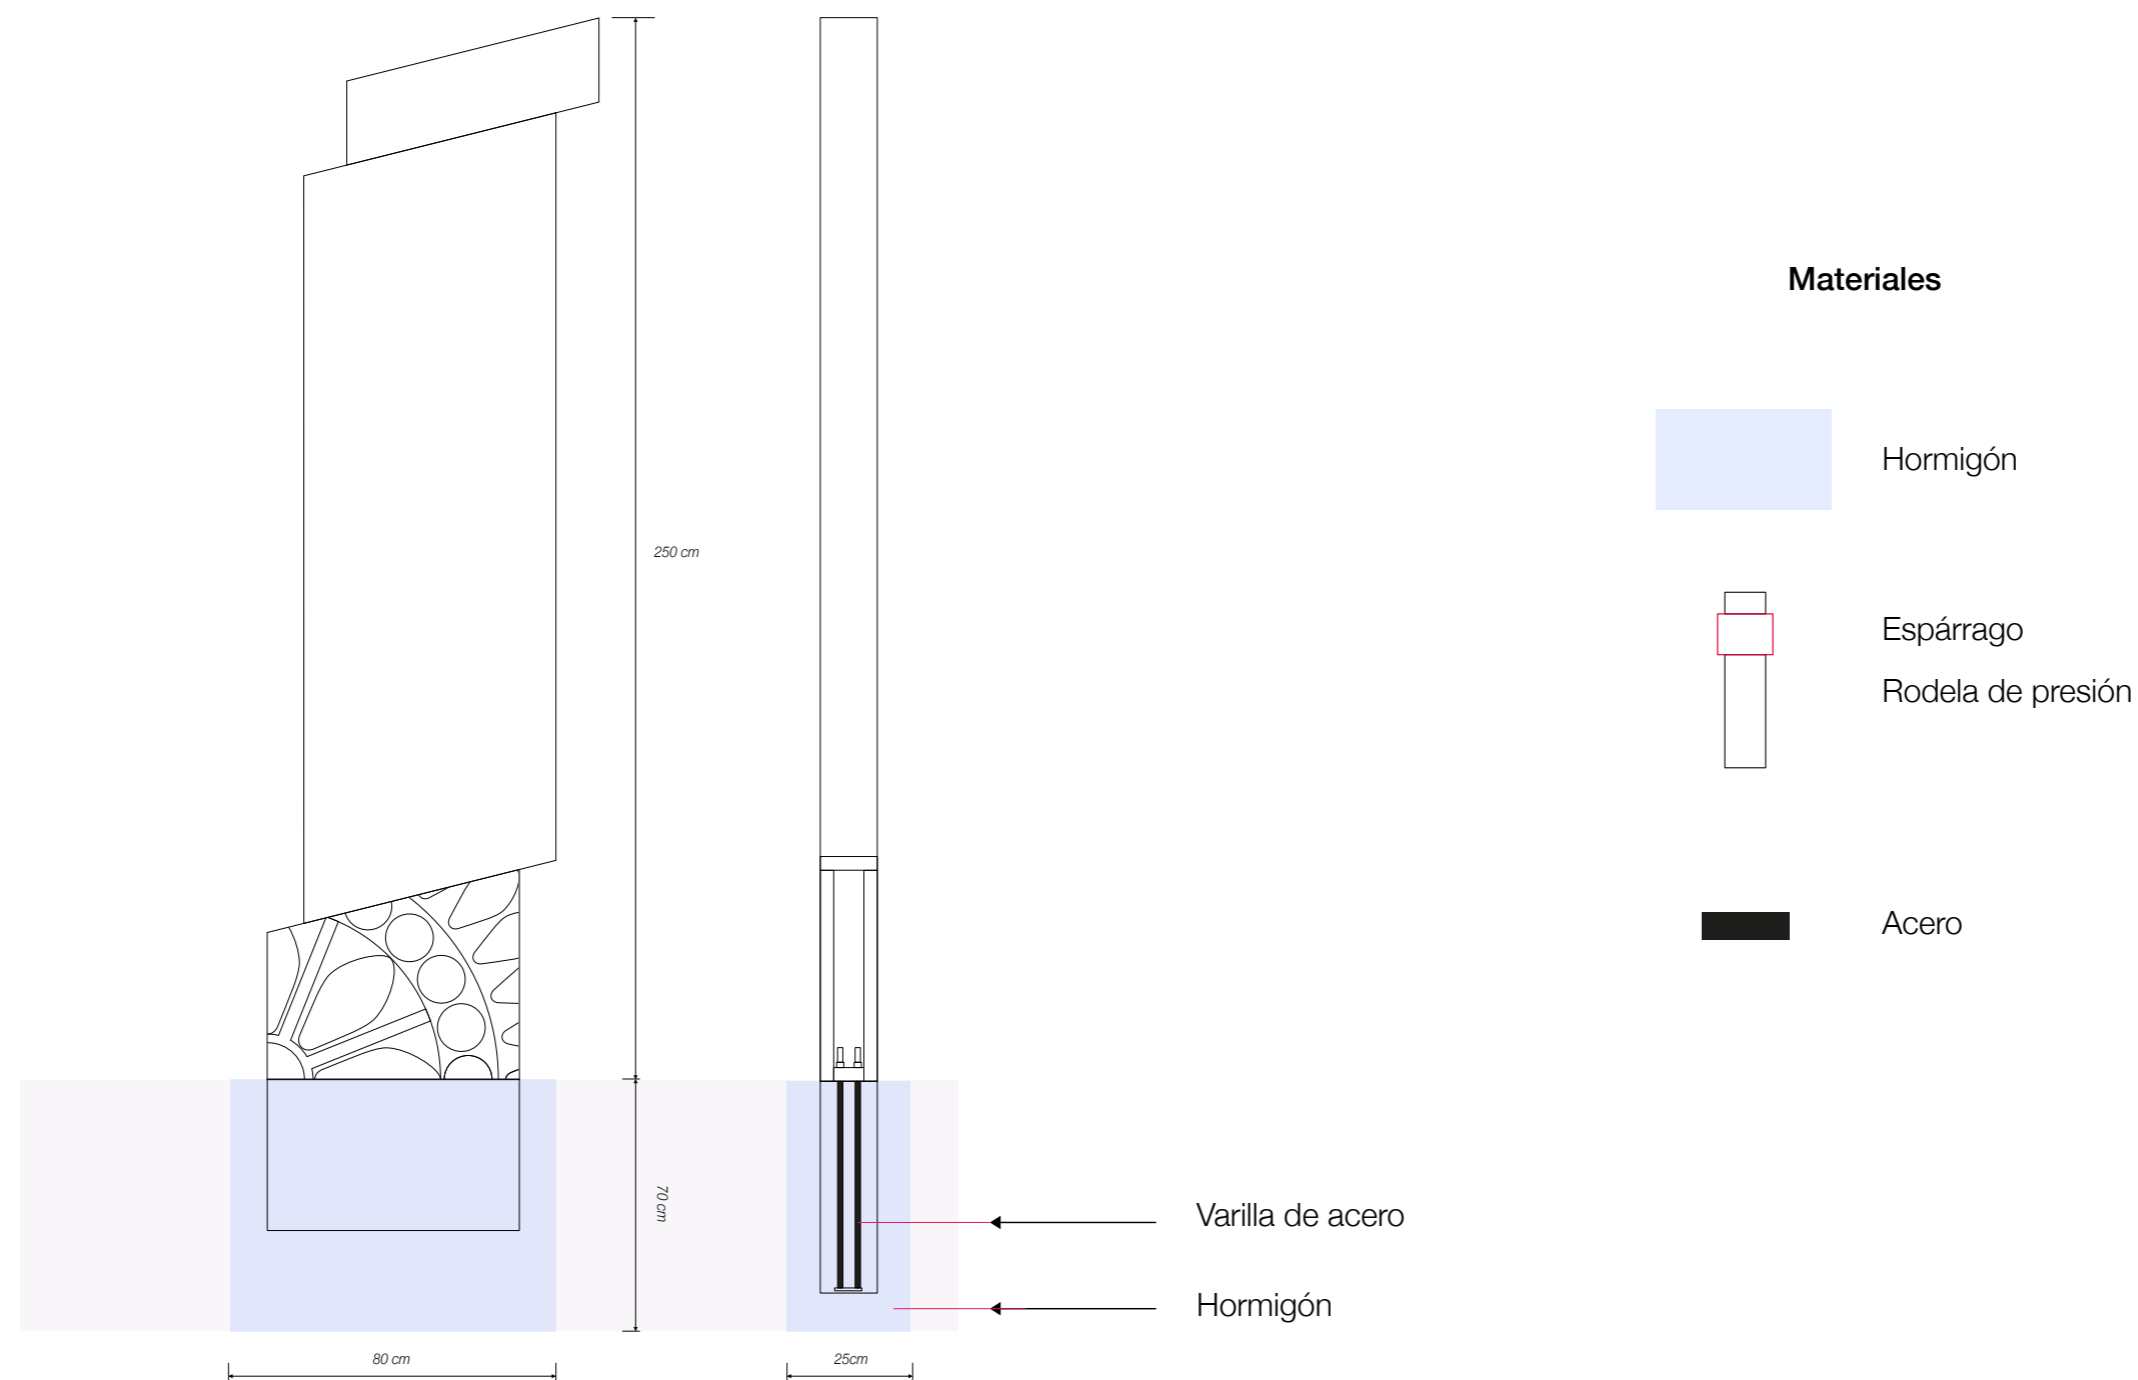 250 cm
70 cm
80 cm
25cm
Varilla de acero
Hormigón
Materiales
Hormigón
Espárrago
Rodela de presión
Acero